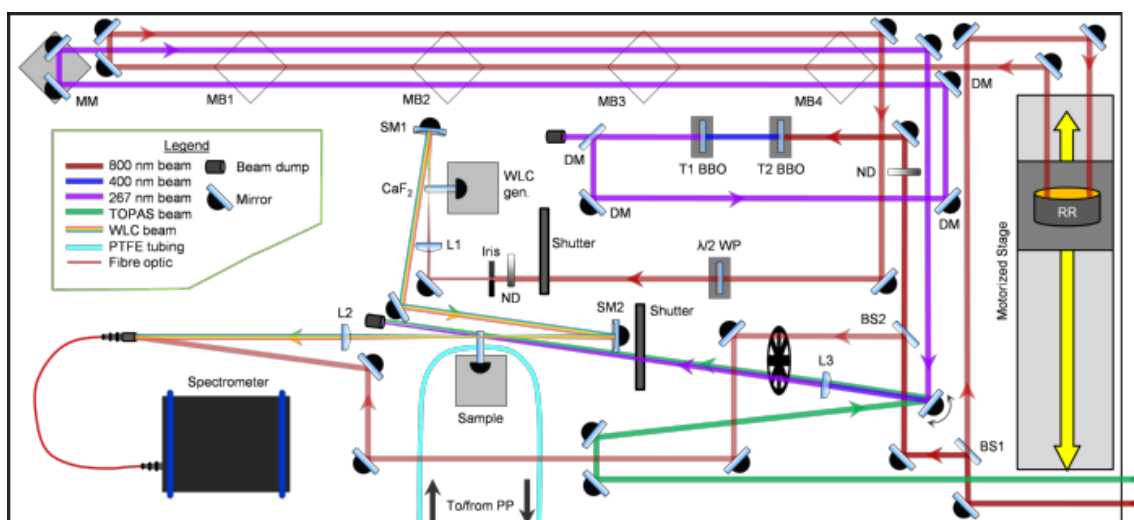 MM
MB1
MB2
MB3
MB4
DM
SM1
Legend
800 nm beam
400 nm beam
267 nm beam
TOPAS beam
WLC beam
PTFE tubing
Fibre optic
Beam dump
Mirror
CaF2
WLC
gen.
L1
Iris
ND
Shutter
DM
T1 BBO
T2 BBO
DM
ND
DM
λ/2 WP
RR
Motorized Stage
SM2
Shutter
BS2
L2
L3
Sample
Spectrometer
BS1
To/from PP